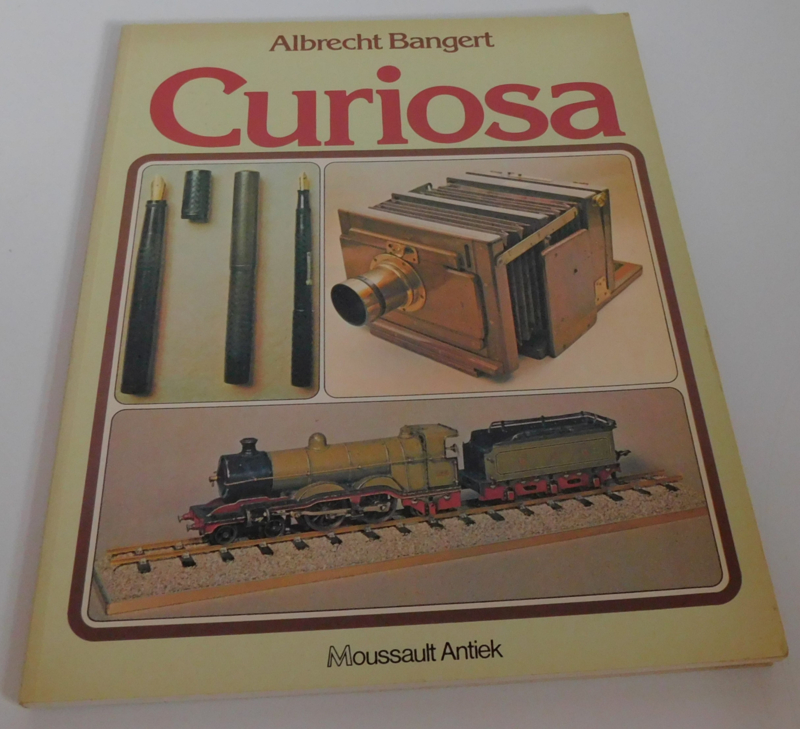 Albrecht Bangert
Curiosa
Moussault Antiek